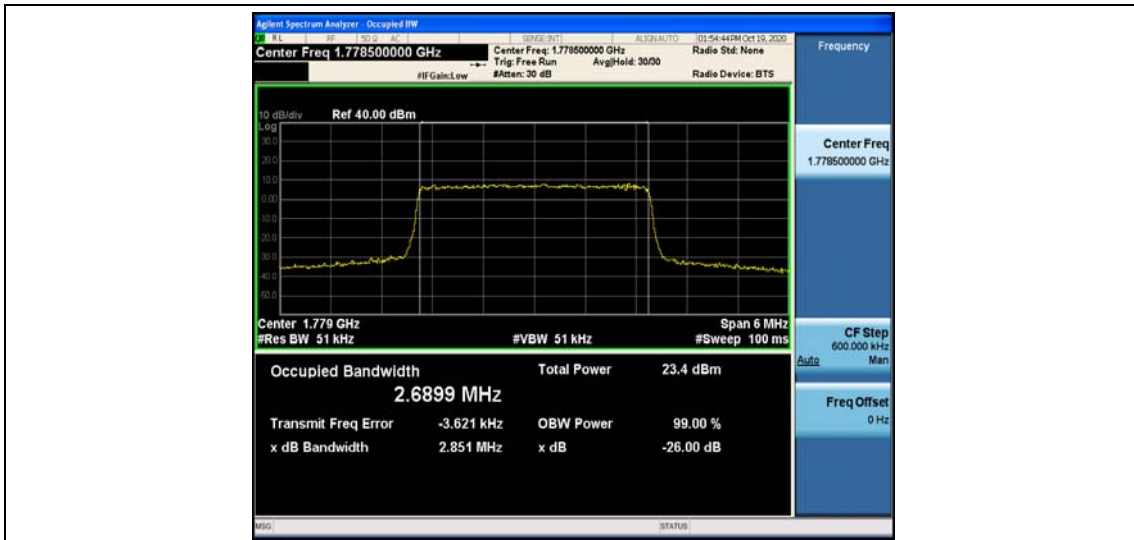 Agilent Spectrum Analyzer - Occupied BW
RL RF 50 Ω AC SENSE:INT ALIGN AUTO 01:54:44 PM Oct 19, 2020
Center Freq 1.778500000 GHz
Center Freq: 1.778500000 GHz Radio Std: None
Trig: Free Run Avg|Hold: 30/30
#IFGain:Low #Atten: 30 dB Radio Device: BTS
10 dB/div Ref 40.00 dBm
Log
30.0
20.0
10.0
0.00
-10.0
-20.0
-30.0
-40.0
-50.0
Center 1.779 GHz Span 6 MHz
#Res BW 51 kHz #VBW 51 kHz #Sweep 100 ms
Occupied Bandwidth Total Power 23.4 dBm
2.6899 MHz
Transmit Freq Error -3.621 kHz OBW Power 99.00 %
x dB Bandwidth 2.851 MHz x dB -26.00 dB
MSG STATUS
Frequency
Center Freq
1.778500000 GHz
CF Step
600.000 kHz
Auto Man
Freq Offset
0 Hz